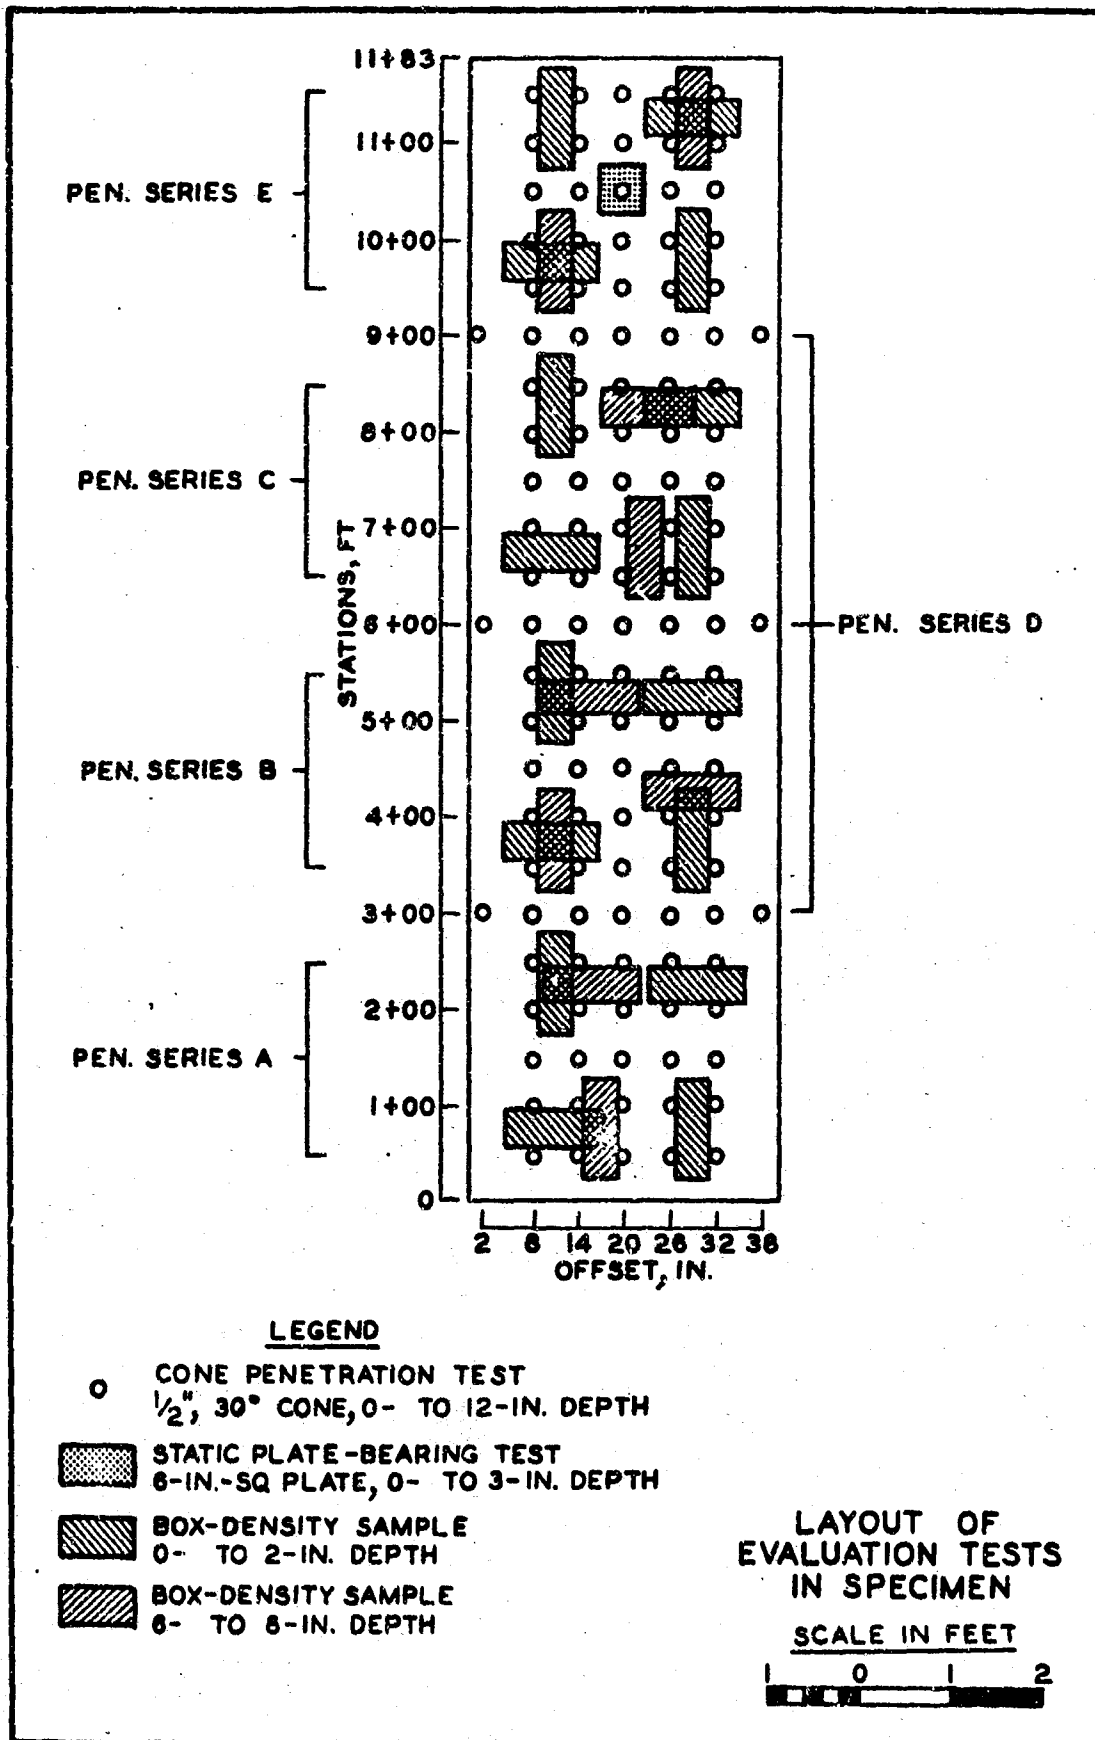 11+83
11+00
10+00
9+00
8+00
7+00
6+00
5+00
4+00
3+00
2+00
1+00
0
STATIONS, FT
PEN. SERIES E
PEN. SERIES C
PEN. SERIES B
PEN. SERIES A
PEN. SERIES D
2 8 14 20 26 32 38
OFFSET, IN.
LEGEND
CONE PENETRATION TEST
1/2", 30° CONE, 0- TO 12-IN. DEPTH
STATIC PLATE-BEARING TEST
6-IN.-SQ PLATE, 0- TO 3-IN. DEPTH
BOX-DENSITY SAMPLE
0- TO 2-IN. DEPTH
BOX-DENSITY SAMPLE
6- TO 8-IN. DEPTH
LAYOUT OF
EVALUATION TESTS
IN SPECIMEN
SCALE IN FEET
1 0 1 2